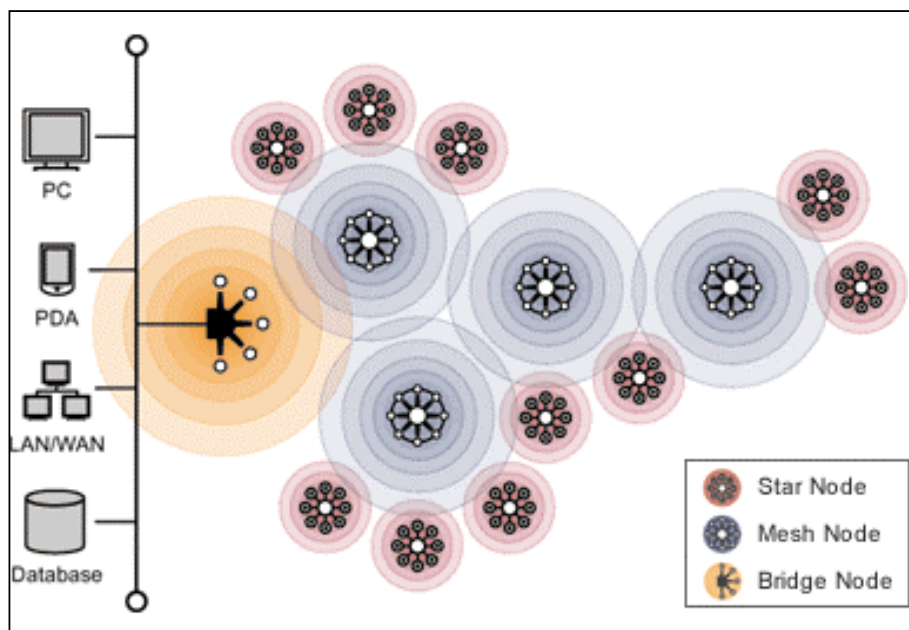 PC
PDA
LAN/WAN
Database
Star Node
Mesh Node
Bridge Node